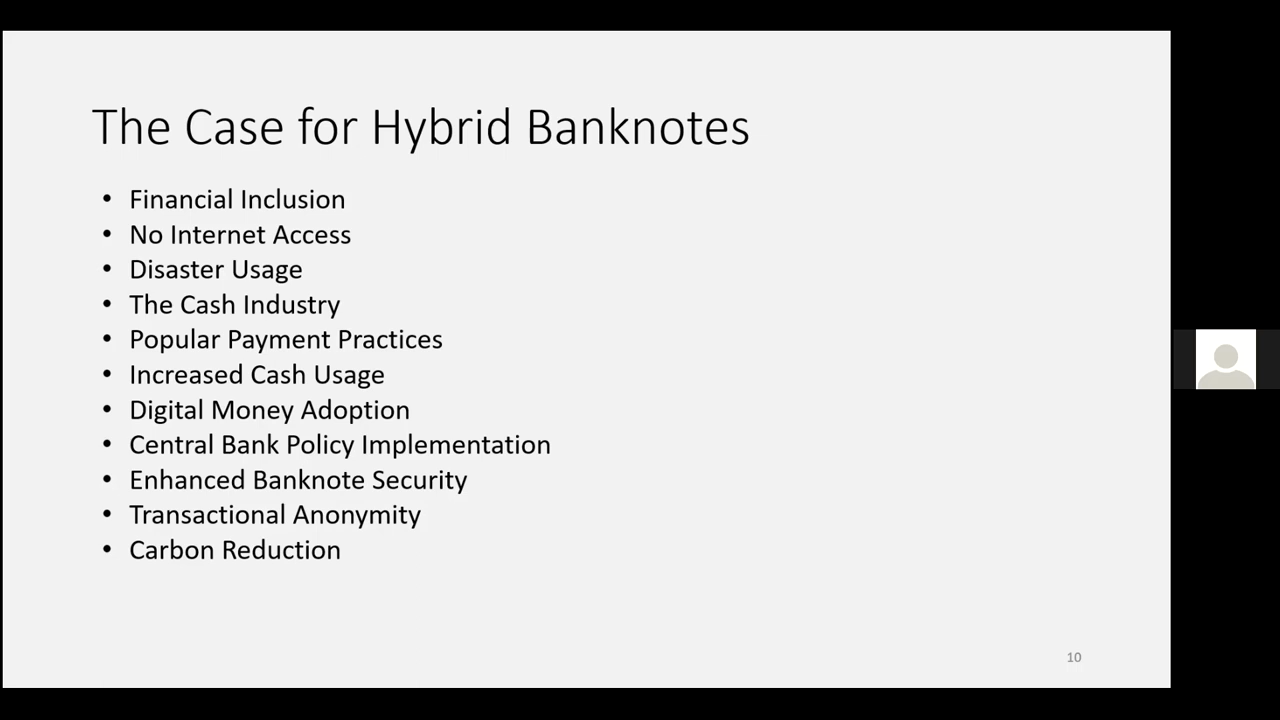 The Case for Hybrid Banknotes
• Financial Inclusion
• No Internet Access
• Disaster Usage
• The Cash Industry
• Popular Payment Practices
• Increased Cash Usage
• Digital Money Adoption
• Central Bank Policy Implementation
• Enhanced Banknote Security
• Transactional Anonymity
• Carbon Reduction
10